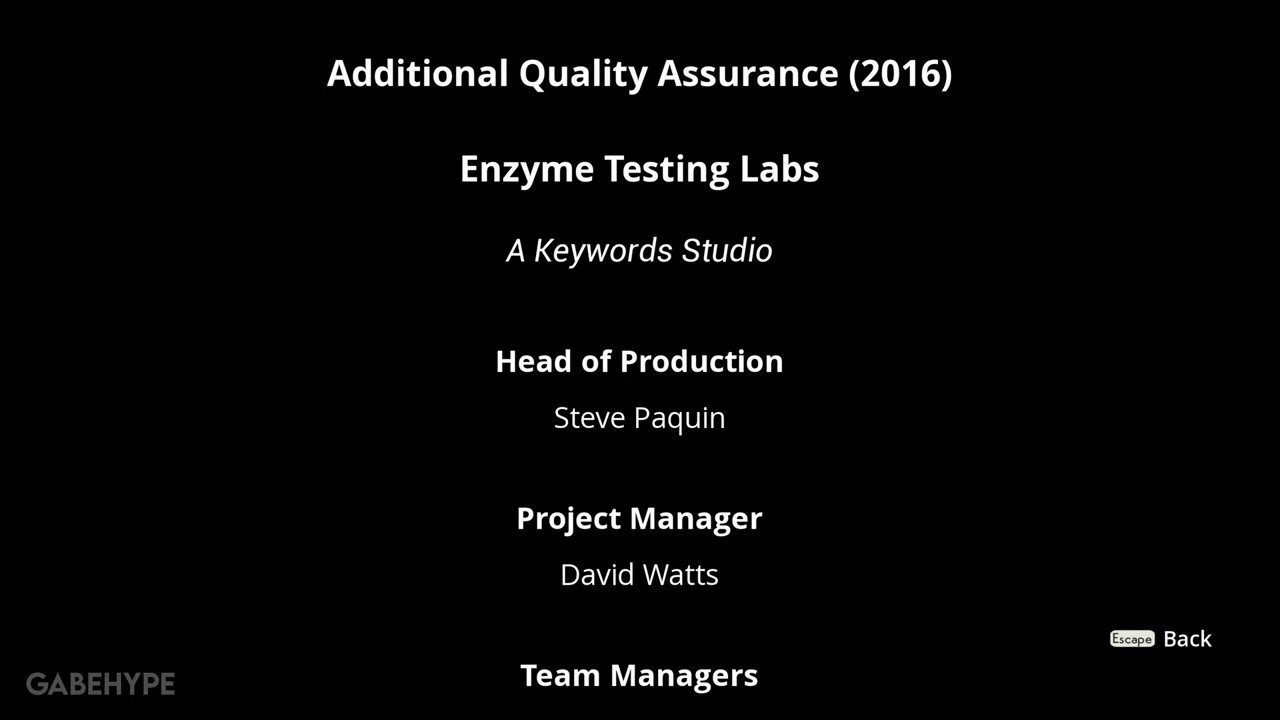 Additional Quality Assurance (2016)
Enzyme Testing Labs
A Keywords Studio
Head of Production
Steve Paquin
Project Manager
David Watts
Escape Back
Team Managers
GABEHYPE